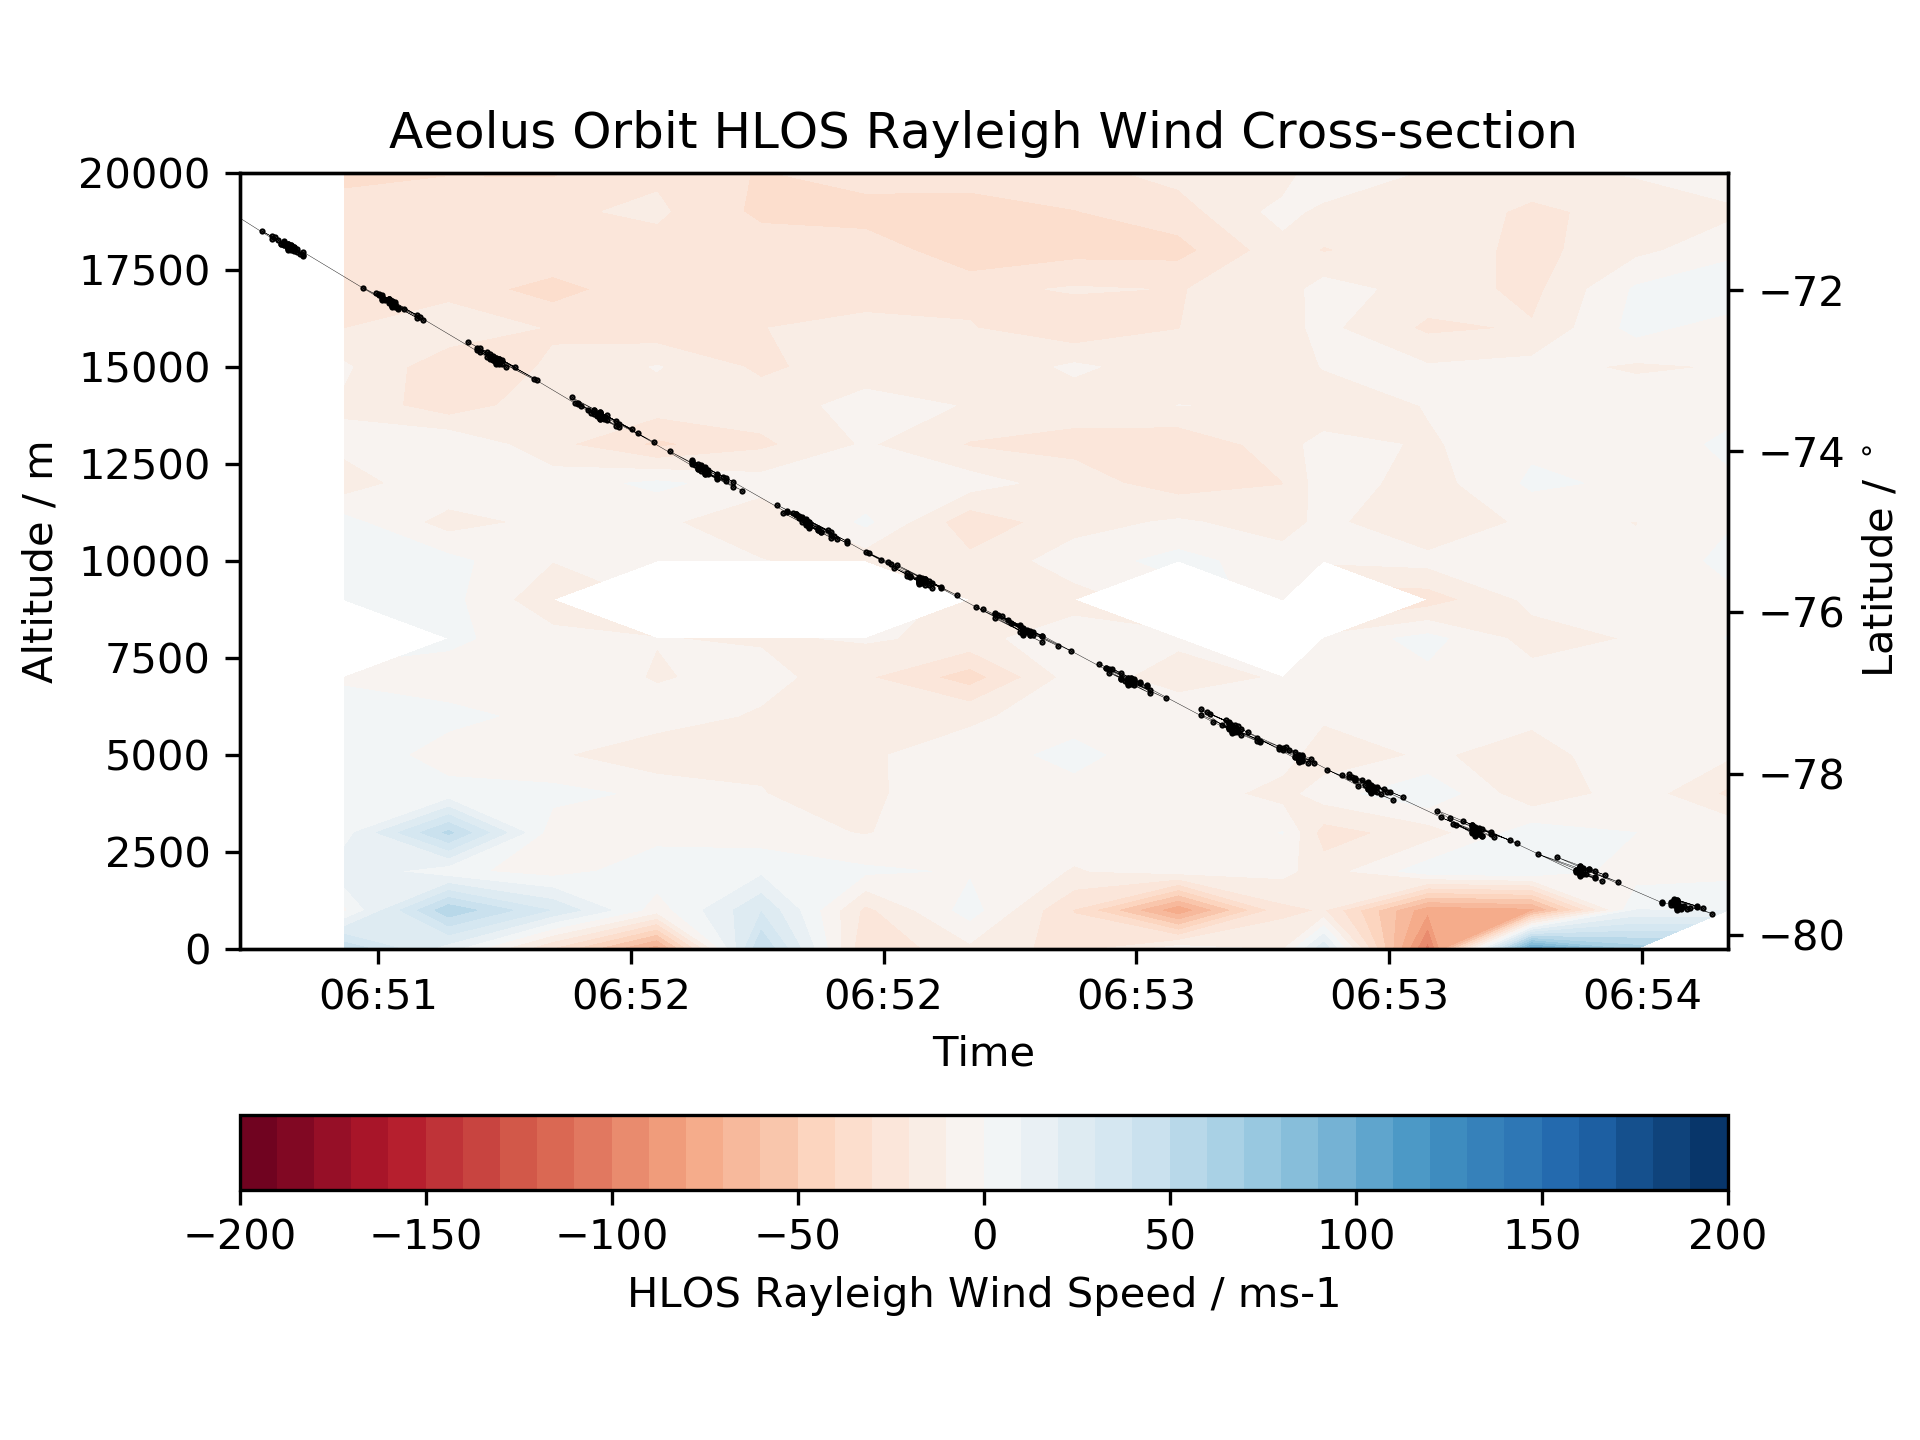 Aeolus Orbit HLOS Rayleigh Wind Cross-section
20000
17500
15000
12500
10000
7500
5000
2500
0
Altitude / m
−72
−74
−76
−78
−80
Latitude / °
06:51 06:52 06:52 06:53 06:53 06:54
Time
−200 −150 −100 −50 0 50 100 150 200
HLOS Rayleigh Wind Speed / ms-1